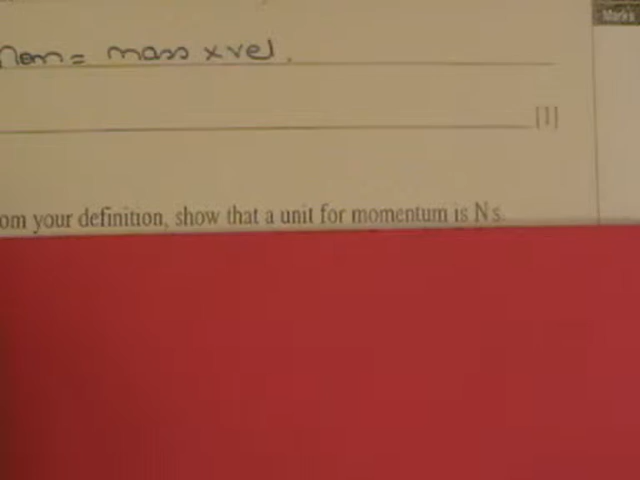 Mom = mass x vel.
Marks
[1]
om your definition, show that a unit for momentum is N s.